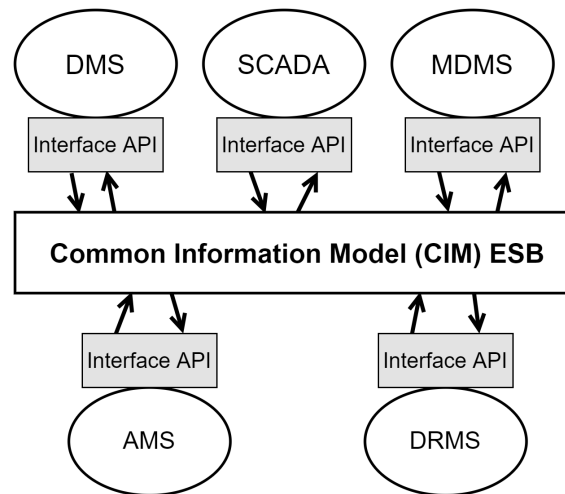 DMS
SCADA
MDMS
Interface API
Interface API
Interface API
Common Information Model (CIM) ESB
Interface API
Interface API
AMS
DRMS